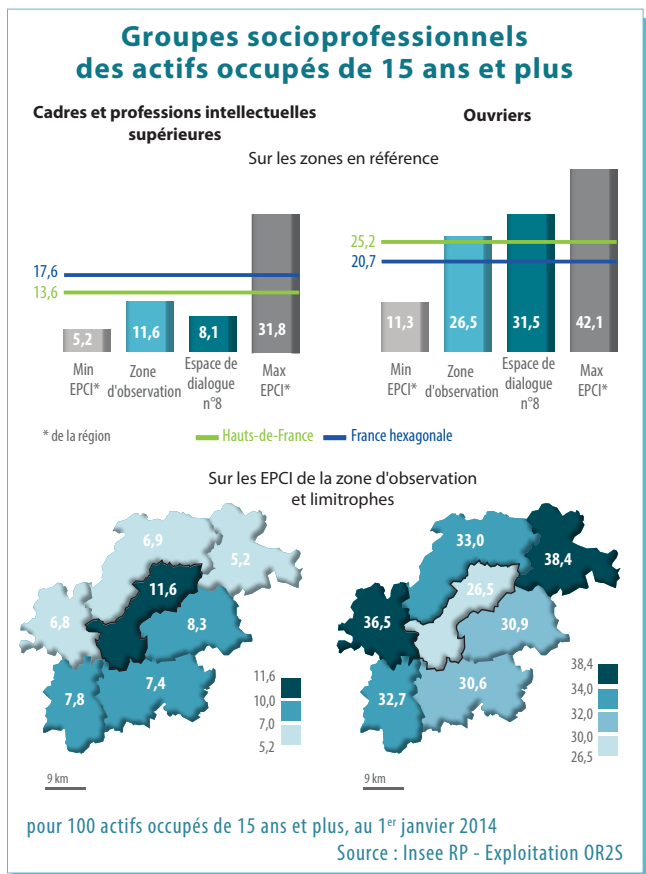 Groupes socioprofessionnels
des actifs occupés de 15 ans et plus
Cadres et professions intellectuelles
supérieures
Ouvriers
Sur les zones en référence
17,6
13,6
5,2
11,6
8,1
31,8
Min
EPCI*
Zone
d'observation
Espace de
dialogue
n°8
Max
EPCI*
25,2
20,7
11,3
26,5
31,5
42,1
Min
EPCI*
Zone
d'observation
Espace de
dialogue
n°8
Max
EPCI*
* de la région
Hauts-de-France
France hexagonale
Sur les EPCI de la zone d'observation
et limitrophes
6,9
5,2
11,6
6,8
8,3
7,4
7,8
11,6
10,0
7,0
5,2
9 km
33,0
38,4
26,5
36,5
30,9
30,6
32,7
38,4
34,0
32,0
30,0
26,5
9 km
pour 100 actifs occupés de 15 ans et plus, au 1er janvier 2014
Source : Insee RP - Exploitation OR2S